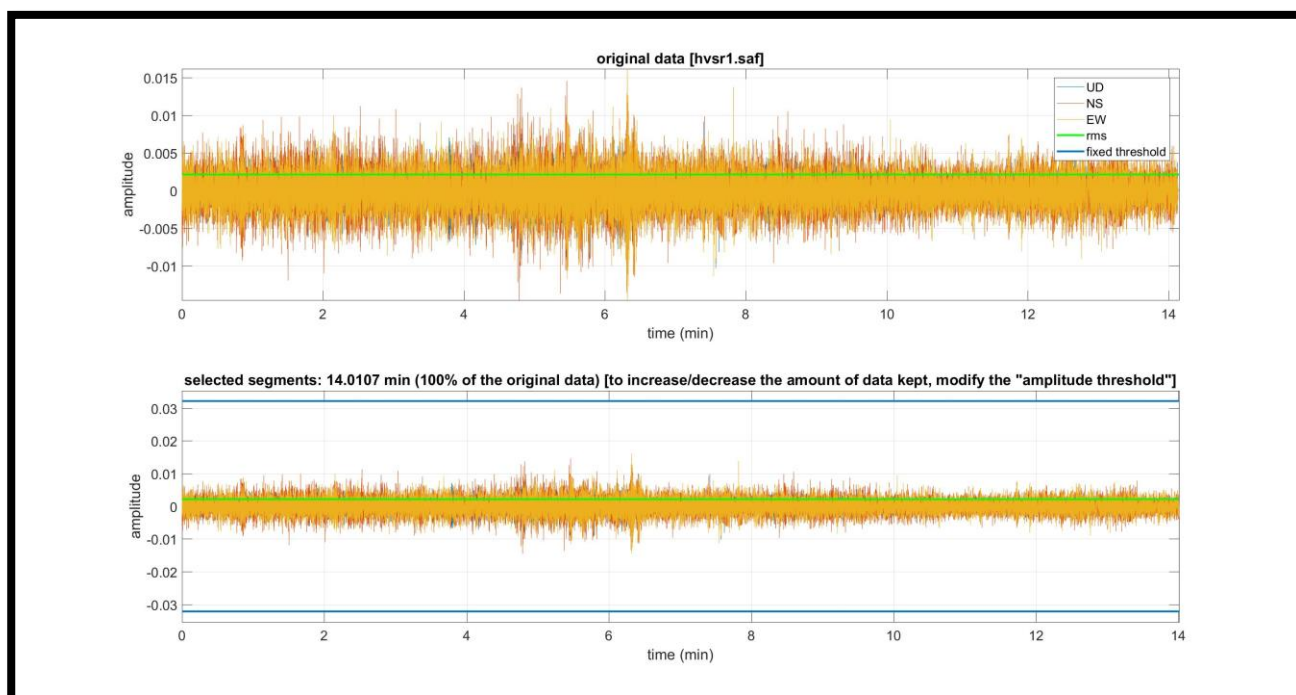 original data [hvsr1.saf]
0.015
0.010
0.005
0
-0.005
-0.01
amplitude
UD
NS
EW
rms
fixed threshold
0 2 4 6 8 10 12 14
time (min)
selected segments: 14.0107 min (100% of the original data) [to increase/decrease the amount of data kept, modify the "amplitude threshold"]
0.03
0.02
0.01
0
-0.01
-0.02
-0.03
amplitude
0 2 4 6 8 10 12 14
time (min)